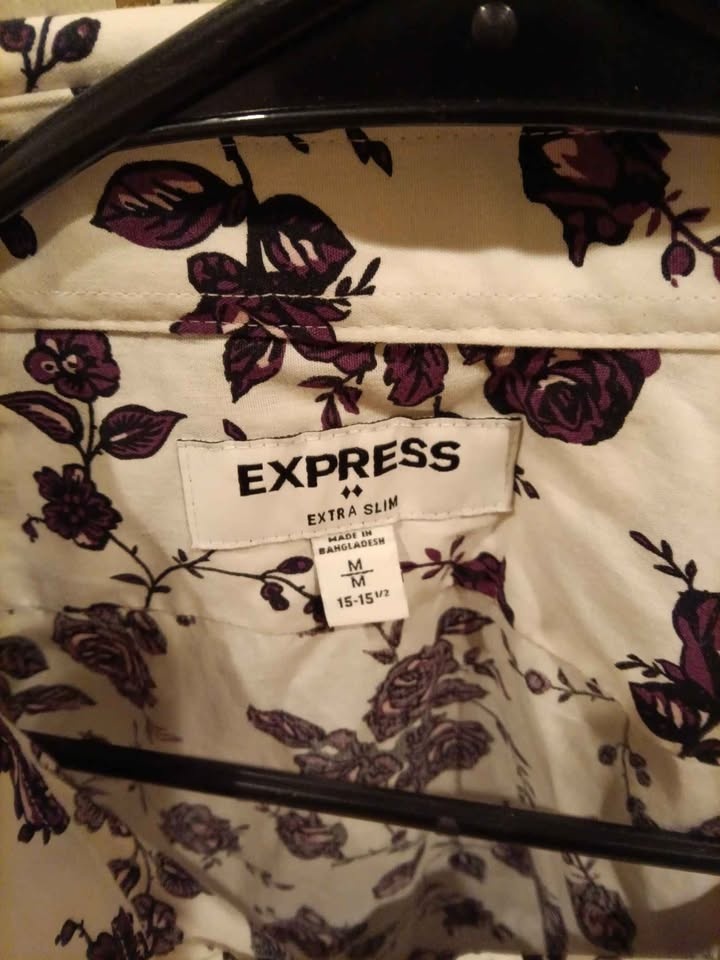 EXPRESS
EXTRA SLIM
MADE IN
BANGLADESH
M
M
15-15 1/2